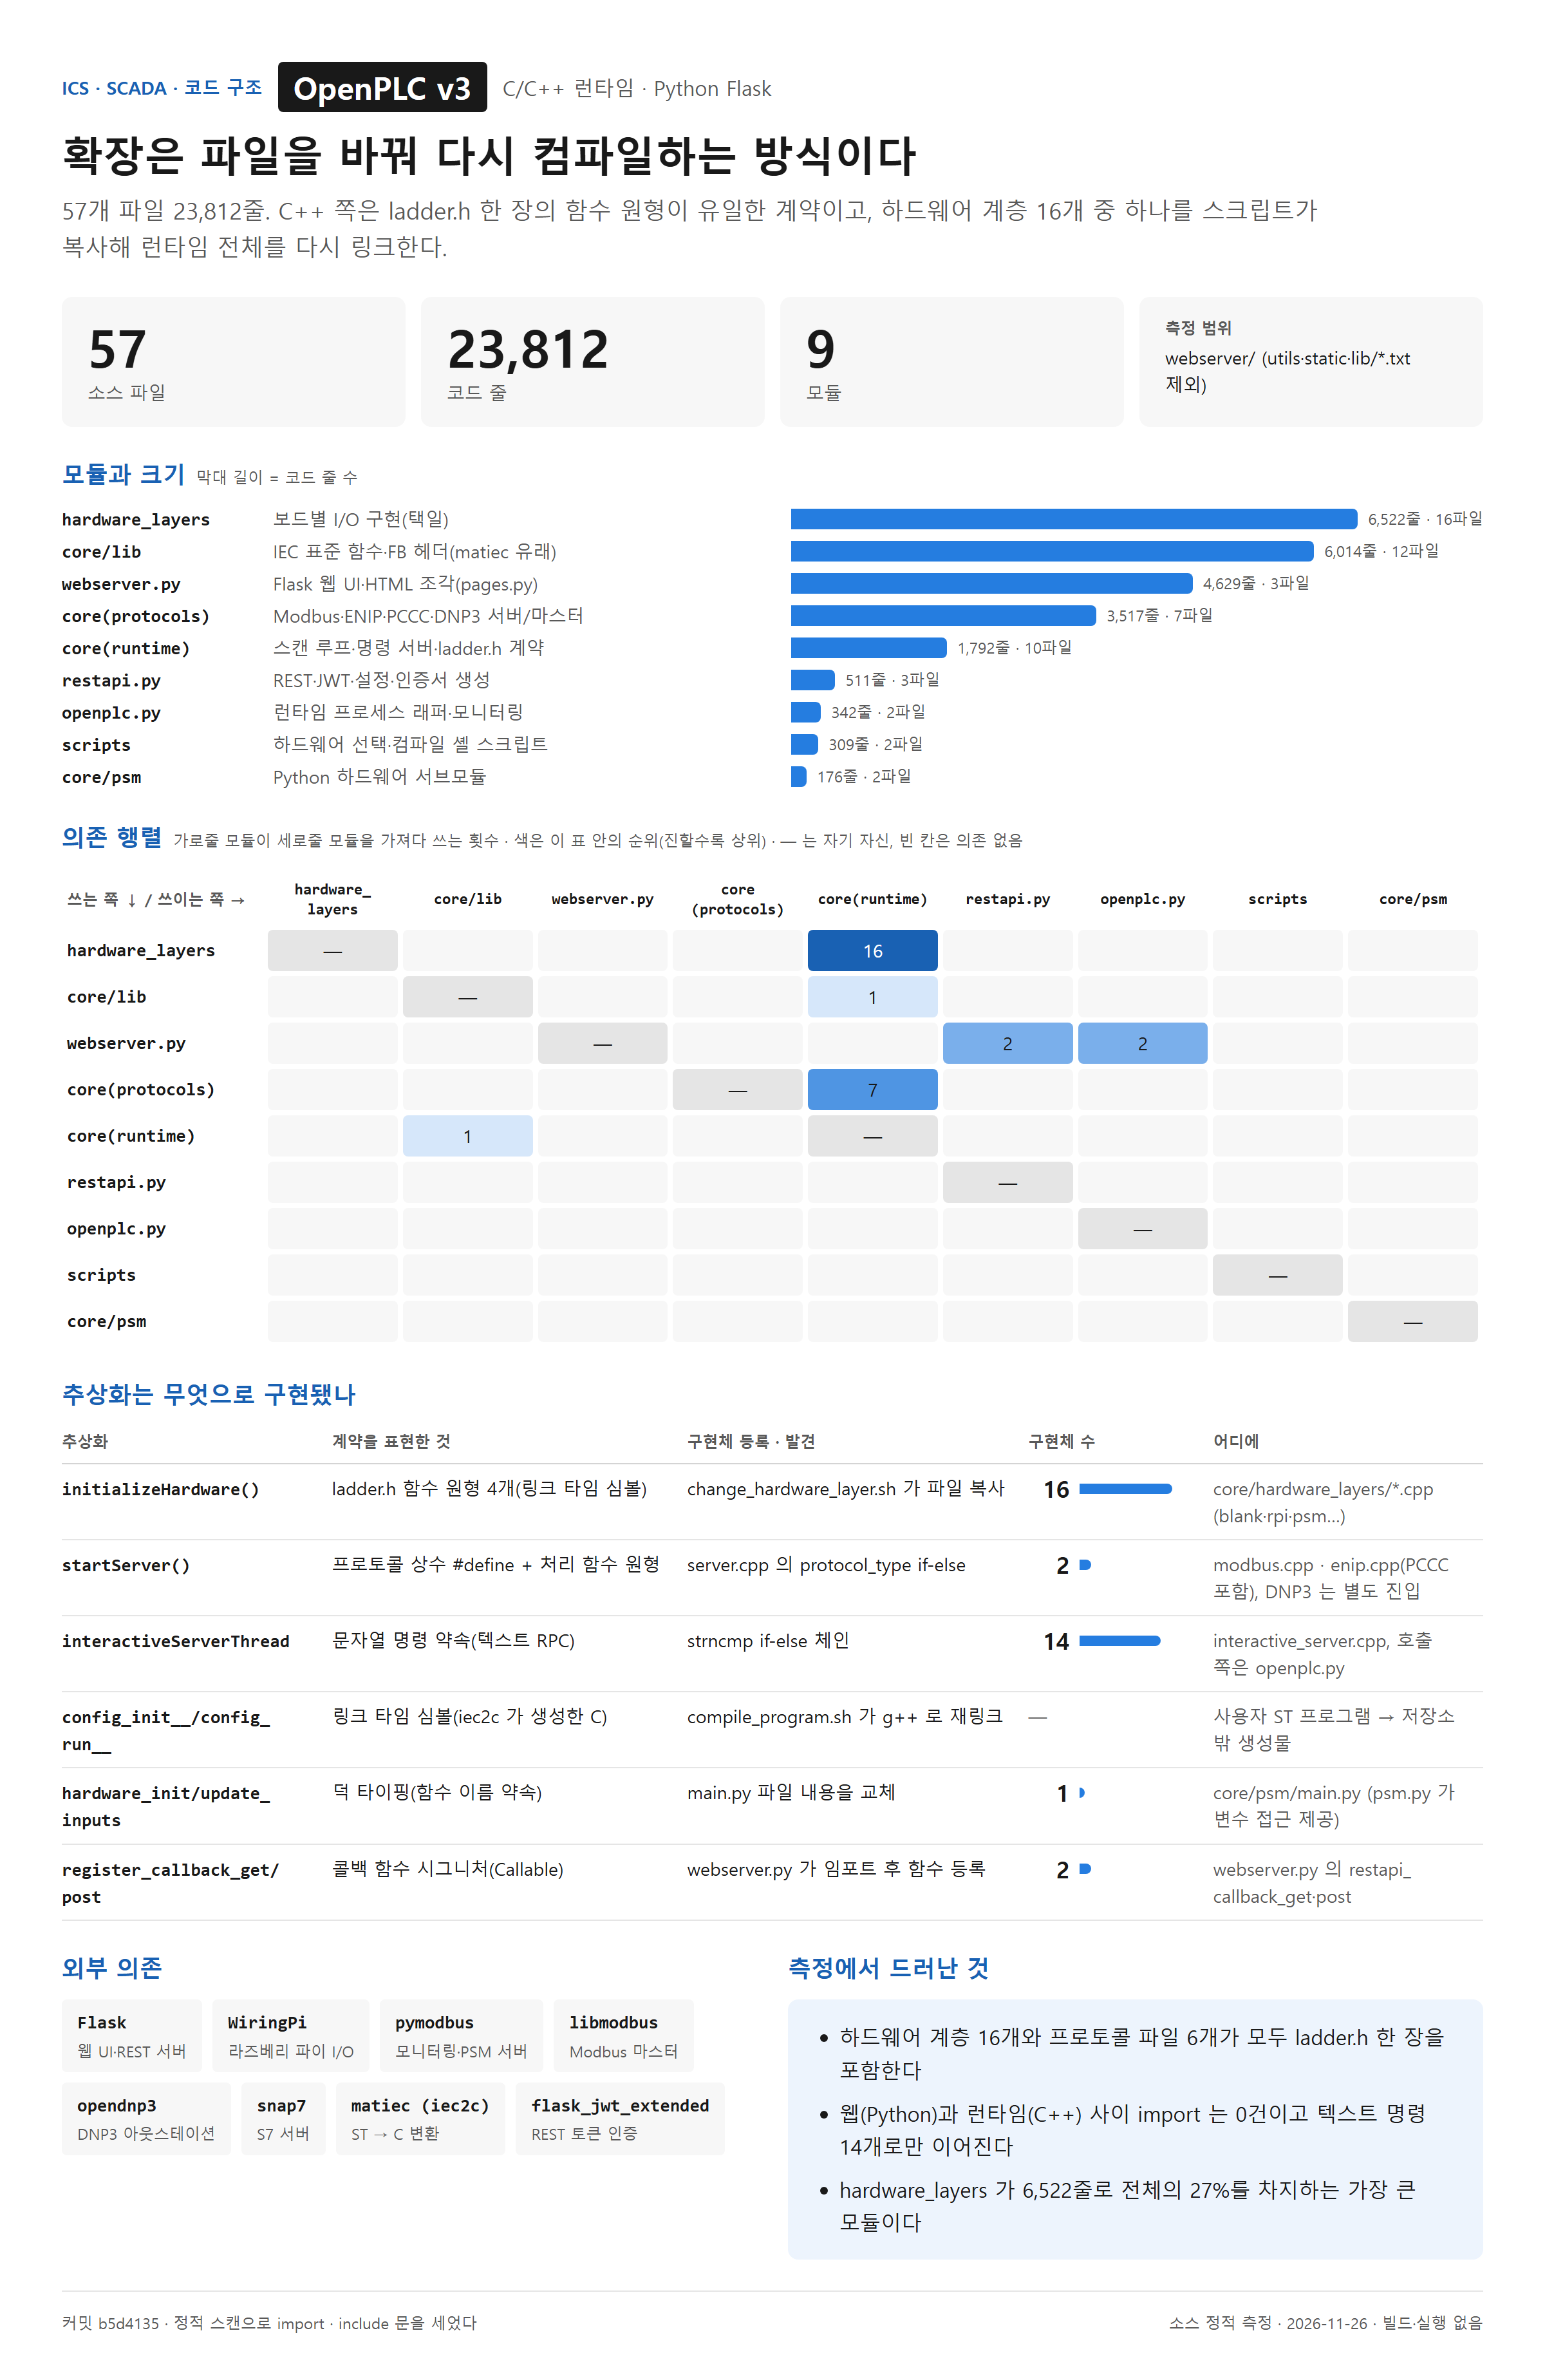 ICS · SCADA · 코드 구조 OpenPLC v3 C/C++ 런타임 · Python Flask
확장은 파일을 바꿔 다시 컴파일하는 방식이다
57개 파일 23,812줄. C++ 쪽은 ladder.h 한 장의 함수 원형이 유일한 계약이고, 하드웨어 계층 16개 중 하나를 스크립트가
복사해 런타임 전체를 다시 링크한다.
57
소스 파일
23,812
코드 줄
9
모듈
측정 범위
webserver/ (utils·static·lib/*.txt
제외)
모듈과 크기 막대 길이 = 코드 줄 수
hardware_layers 보드별 I/O 구현(택일) 6,522줄 · 16파일
core/lib IEC 표준 함수·FB 헤더(matiec 유래) 6,014줄 · 12파일
webserver.py Flask 웹 UI·HTML 조각(pages.py) 4,629줄 · 3파일
core(protocols) Modbus·ENIP·PCCC·DNP3 서버/마스터 3,517줄 · 7파일
core(runtime) 스캔 루프·명령 서버·ladder.h 계약 1,792줄 · 10파일
restapi.py REST·JWT·설정·인증서 생성 511줄 · 3파일
openplc.py 런타임 프로세스 래퍼·모니터링 342줄 · 2파일
scripts 하드웨어 선택·컴파일 셸 스크립트 309줄 · 2파일
core/psm Python 하드웨어 서브모듈 176줄 · 2파일
의존 행렬 가로줄 모듈이 세로줄 모듈을 가져다 쓰는 횟수 · 색은 이 표 안의 순위(진할수록 상위) · — 는 자기 자신, 빈 칸은 의존 없음
쓰는 쪽 ↓ / 쓰이는 쪽 → hardware_ layers core/lib webserver.py core (protocols) core(runtime) restapi.py openplc.py scripts core/psm
hardware_layers — 16
core/lib — 1
webserver.py — 2 2
core(protocols) — 7
core(runtime) 1 —
restapi.py —
openplc.py —
scripts —
core/psm —
추상화는 무엇으로 구현됐나
추상화 계약을 표현한 것 구현체 등록 · 발견 구현체 수 어디에
initializeHardware() ladder.h 함수 원형 4개(링크 타임 심볼) change_hardware_layer.sh 가 파일 복사 16 core/hardware_layers/*.cpp
(blank·rpi·psm…)
startServer() 프로토콜 상수 #define + 처리 함수 원형 server.cpp 의 protocol_type if-else 2 modbus.cpp · enip.cpp(PCCC
포함), DNP3 는 별도 진입
interactiveServerThread 문자열 명령 약속(텍스트 RPC) strncmp if-else 체인 14 interactive_server.cpp, 호출
쪽은 openplc.py
config_init__/config_ 링크 타임 심볼(iec2c 가 생성한 C) compile_program.sh 가 g++ 로 재링크 — 사용자 ST 프로그램 → 저장소
run__ 밖 생성물
hardware_init/update_ 덕 타이핑(함수 이름 약속) main.py 파일 내용을 교체 1 core/psm/main.py (psm.py 가
inputs 변수 접근 제공)
register_callback_get/ 콜백 함수 시그니처(Callable) webserver.py 가 임포트 후 함수 등록 2 webserver.py 의 restapi_
post callback_get·post
외부 의존
Flask
웹 UI·REST 서버
WiringPi
라즈베리 파이 I/O
pymodbus
모니터링·PSM 서버
libmodbus
Modbus 마스터
opendnp3
DNP3 아웃스테이션
snap7
S7 서버
matiec (iec2c)
ST → C 변환
flask_jwt_extended
REST 토큰 인증
측정에서 드러난 것
• 하드웨어 계층 16개와 프로토콜 파일 6개가 모두 ladder.h 한 장을
포함한다
• 웹(Python)과 런타임(C++) 사이 import 는 0건이고 텍스트 명령
14개로만 이어진다
• hardware_layers 가 6,522줄로 전체의 27%를 차지하는 가장 큰
모듈이다
커밋 b5d4135 · 정적 스캔으로 import · include 문을 세었다
소스 정적 측정 · 2026-11-26 · 빌드·실행 없음